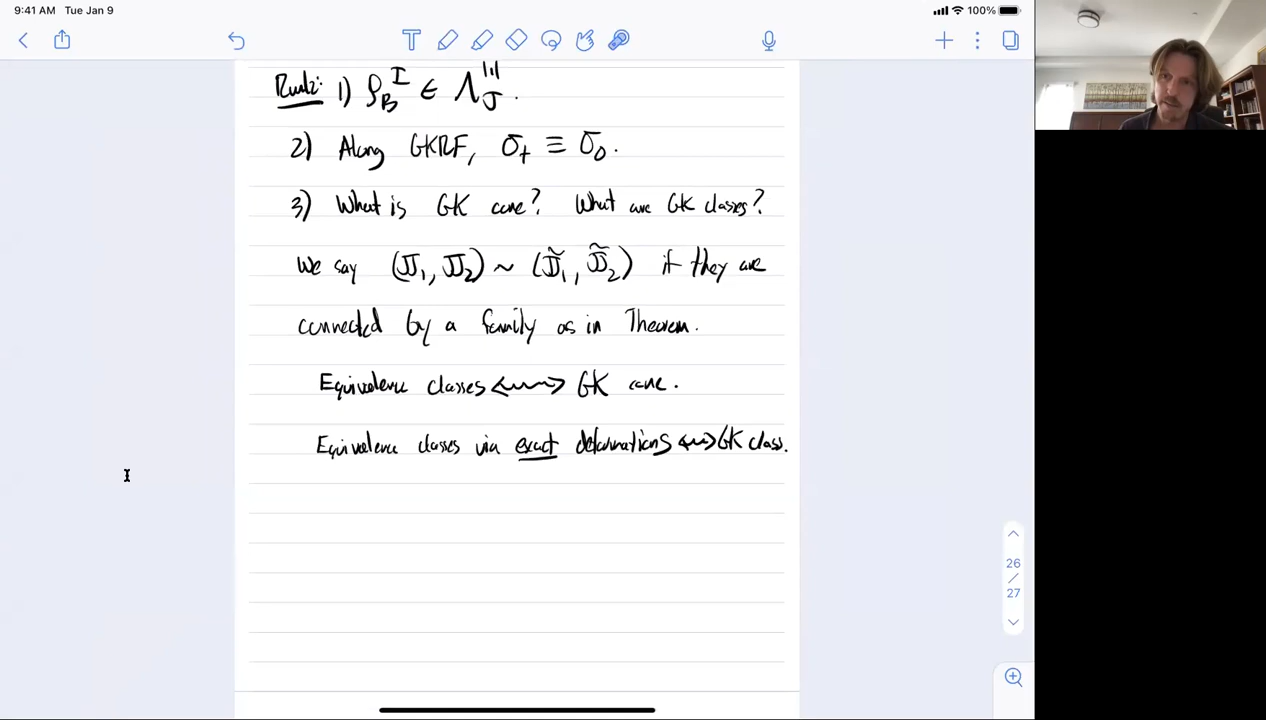 9:41 AM Tue Jan 9
100%
Rmk: 1) ρ_B^I ∈ Λ_J^{1,1}.
2) Along GKRF, σ_t ≡ σ_0.
3) What is GK cone? What are GK classes?
We say (𝕁_1, 𝕁_2) ~ (𝕁̃_1, 𝕁̃_2) if they are
connected by a family as in Theorem.
Equivalence classes ⟷ GK cone.
Equivalence classes via exact deformations ⟷ GK class.
26
/
27